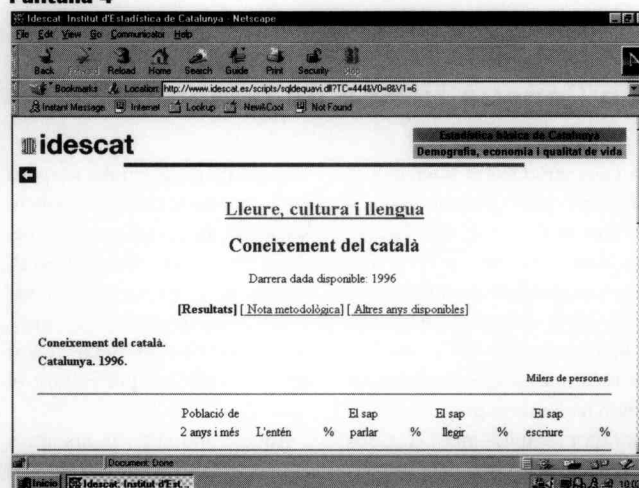 Pantalla 4
Idescat. Institut d'Estadística de Catalunya - Netscape
File Edit View Go Communicator Help
Back Forward Reload Home Search Guide Print Security Stop
Bookmarks Location: http://www.idescat.es/scripts/sqldequavi.dll?TC=444&V0=8&V1=6
Instant Message Internet Lookup New&Cool Not Found
idescat
Estadística bàsica de Catalunya
Demografia, economia i qualitat de vida
Lleure, cultura i llengua
Coneixement del català
Darrera dada disponible: 1996
[Resultats] [ Nota metodològica] [ Altres anys disponibles]
Coneixement del català.
Catalunya. 1996.
Milers de persones
Població de El sap El sap El sap
2 anys i més L'entén % parlar % llegir % escriure %
Document: Done
Inicio Idescat. Institut d'Est...